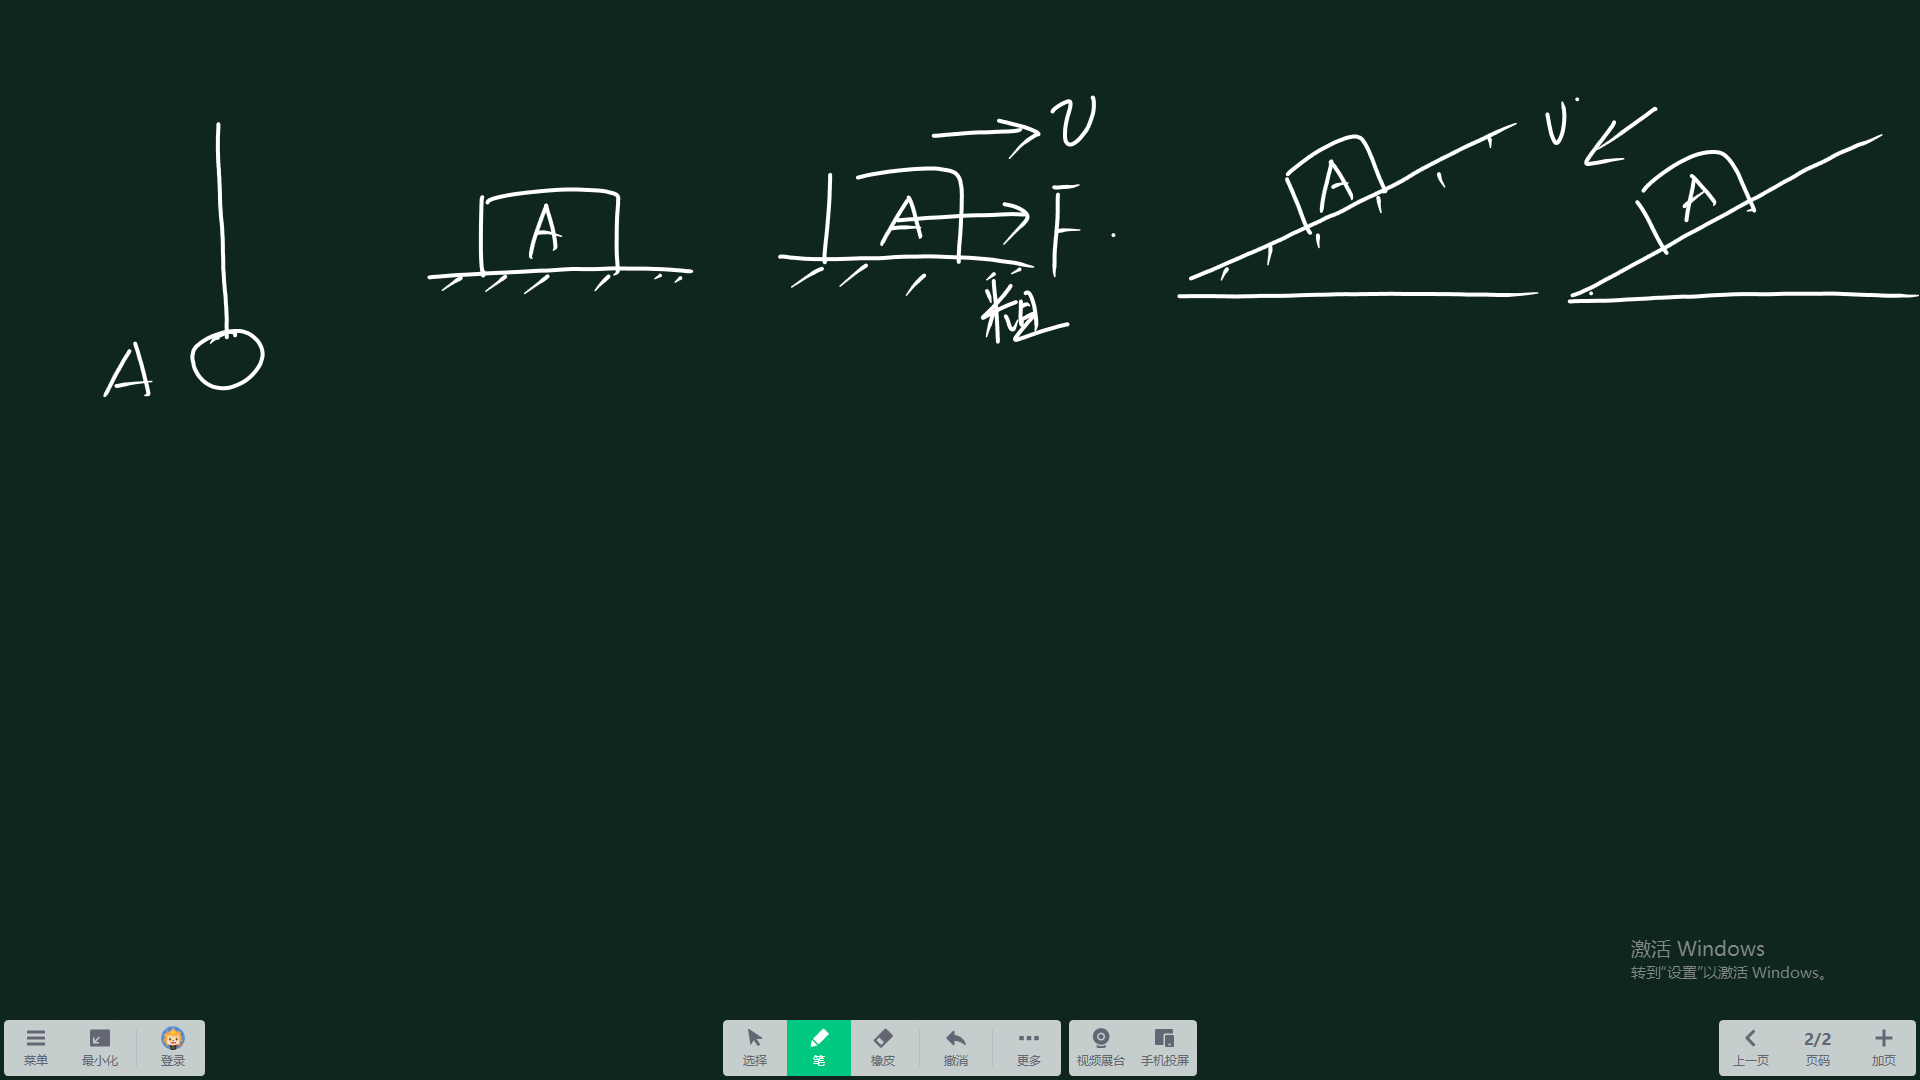 A
A
A
υ
F
粗
A
υ
A
激活 Windows
转到“设置”以激活 Windows。
菜单
最小化
登录
选择
笔
橡皮
撤消
更多
视频展台
手机投屏
上一页
2/2
页码
加页